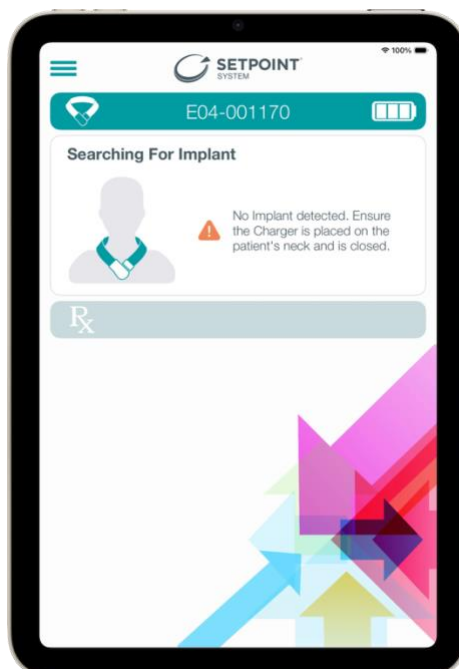 100%
SETPOINT
SYSTEM
E04-001170
Searching For Implant
No Implant detected. Ensure
the Charger is placed on the
patient's neck and is closed.
Rx